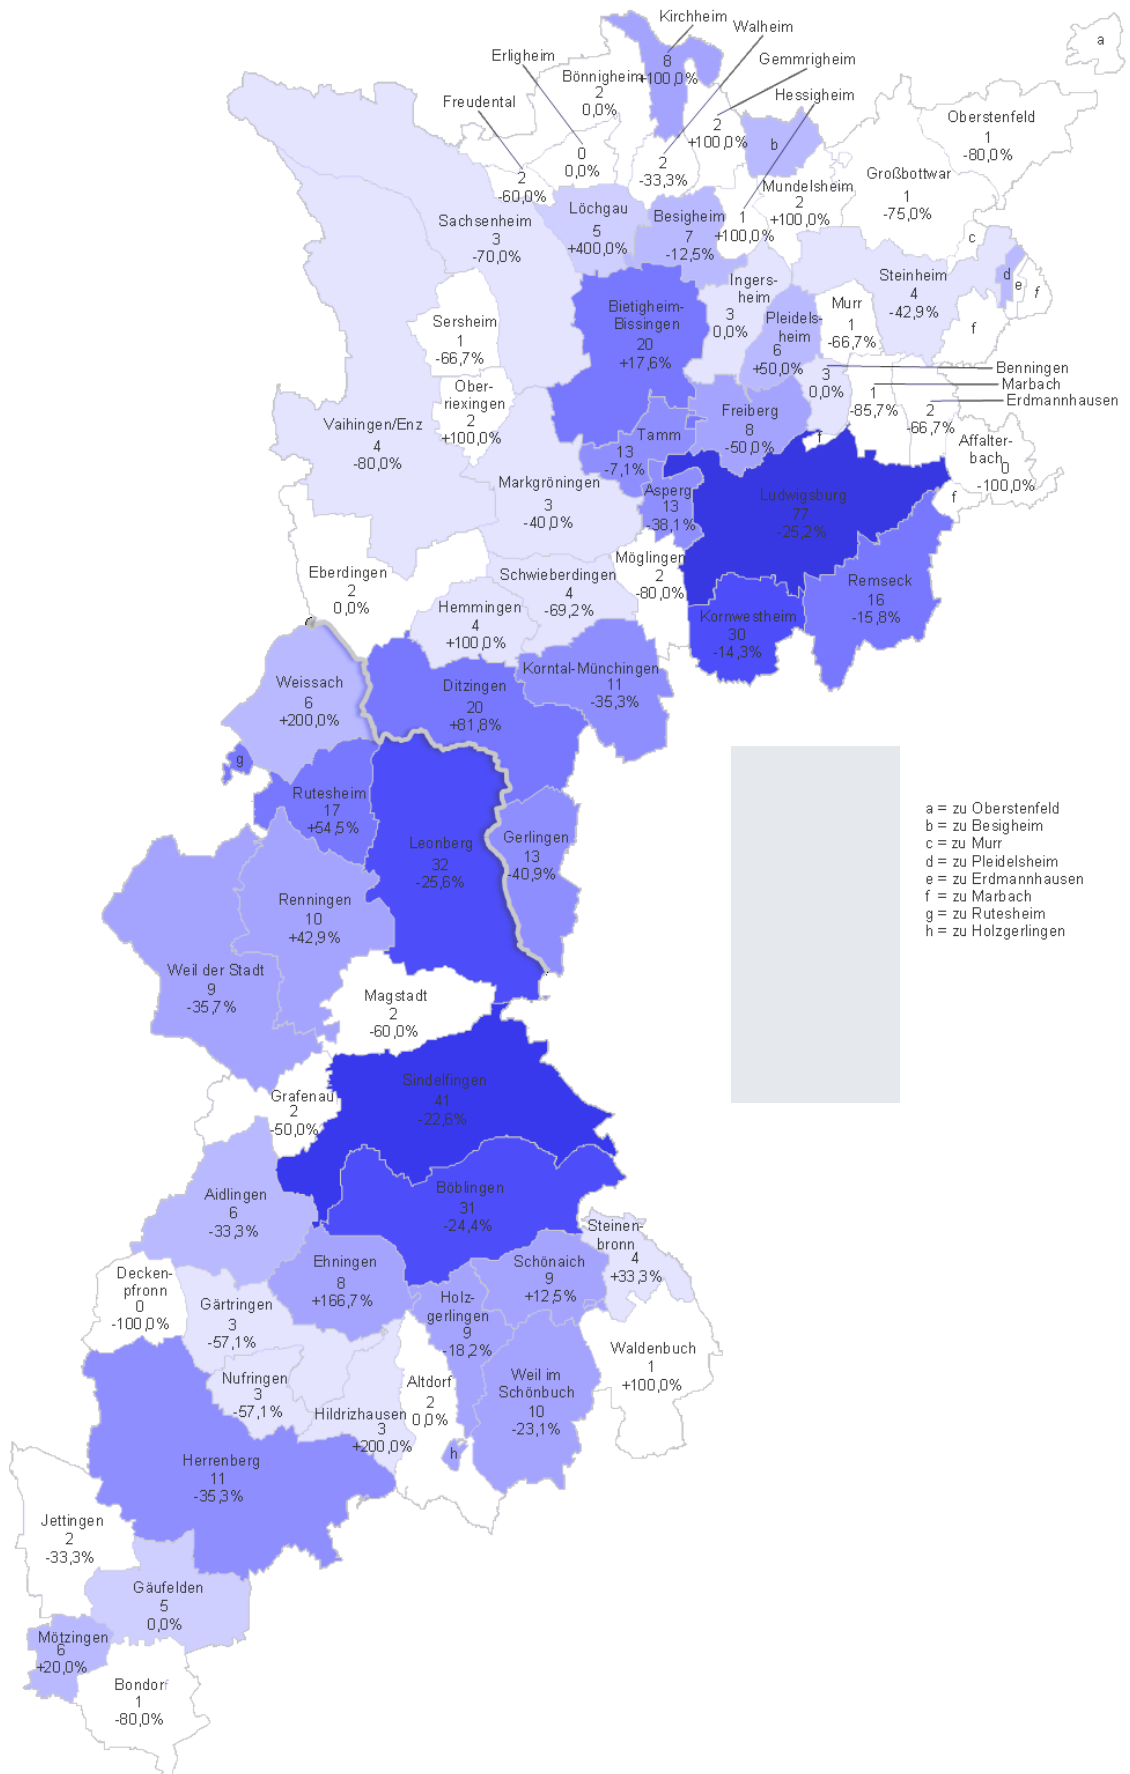 Kirchheim
8
+100,0%
Walheim
2
-33,3%
Erligheim
0
0,0%
Bönnigheim
2
0,0%
Gemmrigheim
2
+100,0%
Freudental
2
-60,0%
Hessigheim
1
+100,0%
a
Oberstenfeld
1
-80,0%
b
Großbottwar
1
-75,0%
Mundelsheim
2
+100,0%
Sachsenheim
3
-70,0%
Löchgau
5
+400,0%
Besigheim
7
-12,5%
c
Steinheim
4
-42,9%
d
e
f
f
Ingers-
heim
3
0,0%
Bietigheim-
Bissingen
20
+17,6%
Pleidels-
heim
6
+50,0%
Murr
1
-66,7%
Sersheim
1
-66,7%
Benningen
3
0,0%
Marbach
1
-85,7%
Erdmannhausen
2
-66,7%
Ober-
riexingen
2
+100,0%
Vaihingen/Enz
4
-80,0%
Freiberg
8
-50,0%
Tamm
13
-7,1%
f
Affalter-
bach
0
-100,0%
Markgröningen
3
-40,0%
Asperg
13
-38,1%
Ludwigsburg
77
-25,2%
f
Eberdingen
2
0,0%
Schwieberdingen
4
-69,2%
Möglingen
2
-80,0%
Remseck
16
-15,8%
Hemmingen
4
+100,0%
Kornwestheim
30
-14,3%
Weissach
6
+200,0%
Ditzingen
20
+81,8%
Korntal-Münchingen
11
-35,3%
g
Rutesheim
17
+54,5%
Leonberg
32
-25,6%
Gerlingen
13
-40,9%
a = zu Oberstenfeld
b = zu Besigheim
c = zu Murr
d = zu Pleidelsheim
e = zu Erdmannhausen
f = zu Marbach
g = zu Rutesheim
h = zu Holzgerlingen
Renningen
10
+42,9%
Weil der Stadt
9
-35,7%
Magstadt
2
-60,0%
Sindelfingen
41
-22,6%
Grafenau
2
-50,0%
Aidlingen
6
-33,3%
Böblingen
31
-24,4%
Steinen-
bronn
4
+33,3%
Ehningen
8
+166,7%
Schönaich
9
+12,5%
Decken-
pfronn
0
-100,0%
Gärtringen
3
-57,1%
Holz-
gerlingen
9
-18,2%
Waldenbuch
1
+100,0%
Nufringen
3
-57,1%
Altdorf
2
0,0%
Weil im
Schönbuch
10
-23,1%
Hildrizhausen
3
+200,0%
h
Herrenberg
11
-35,3%
Jettingen
2
-33,3%
Gäufelden
5
0,0%
Mötzingen
6
+20,0%
Bondorf
1
-80,0%